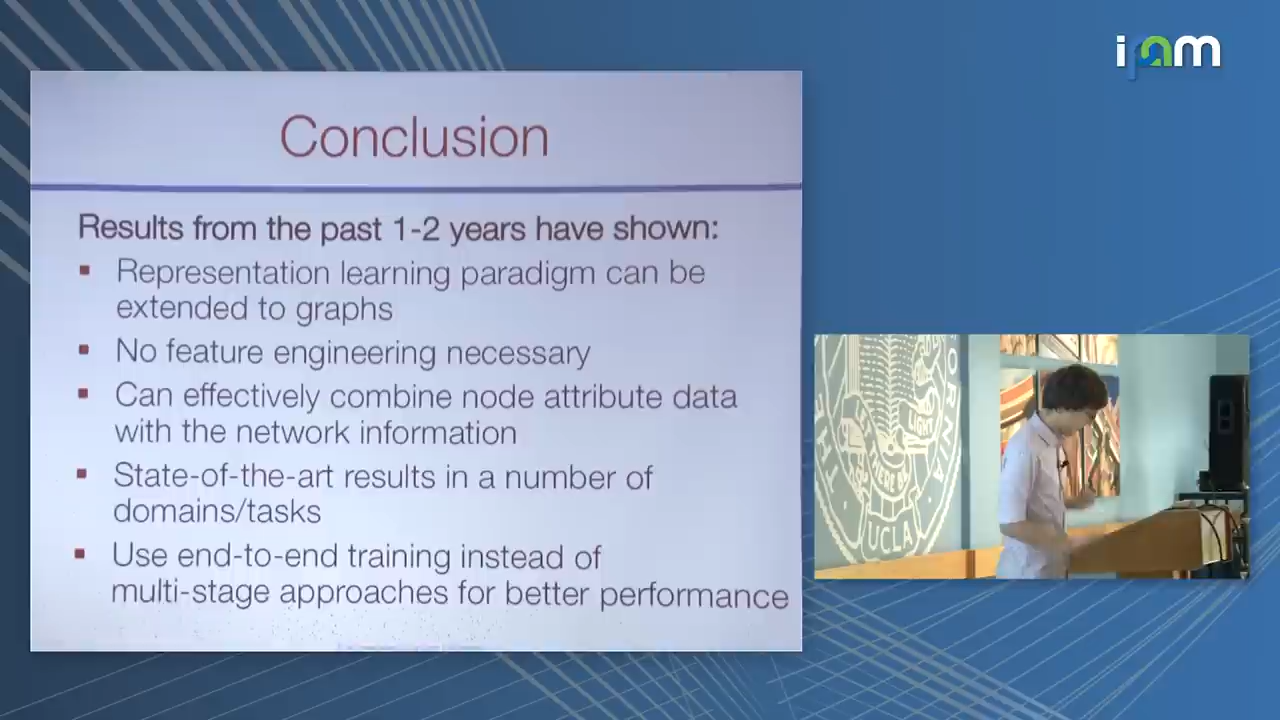 ipam
Conclusion
Results from the past 1-2 years have shown:
▪ Representation learning paradigm can be
extended to graphs
▪ No feature engineering necessary
▪ Can effectively combine node attribute data
with the network information
▪ State-of-the-art results in a number of
domains/tasks
▪ Use end-to-end training instead of
multi-stage approaches for better performance
LIGHT
UCLA